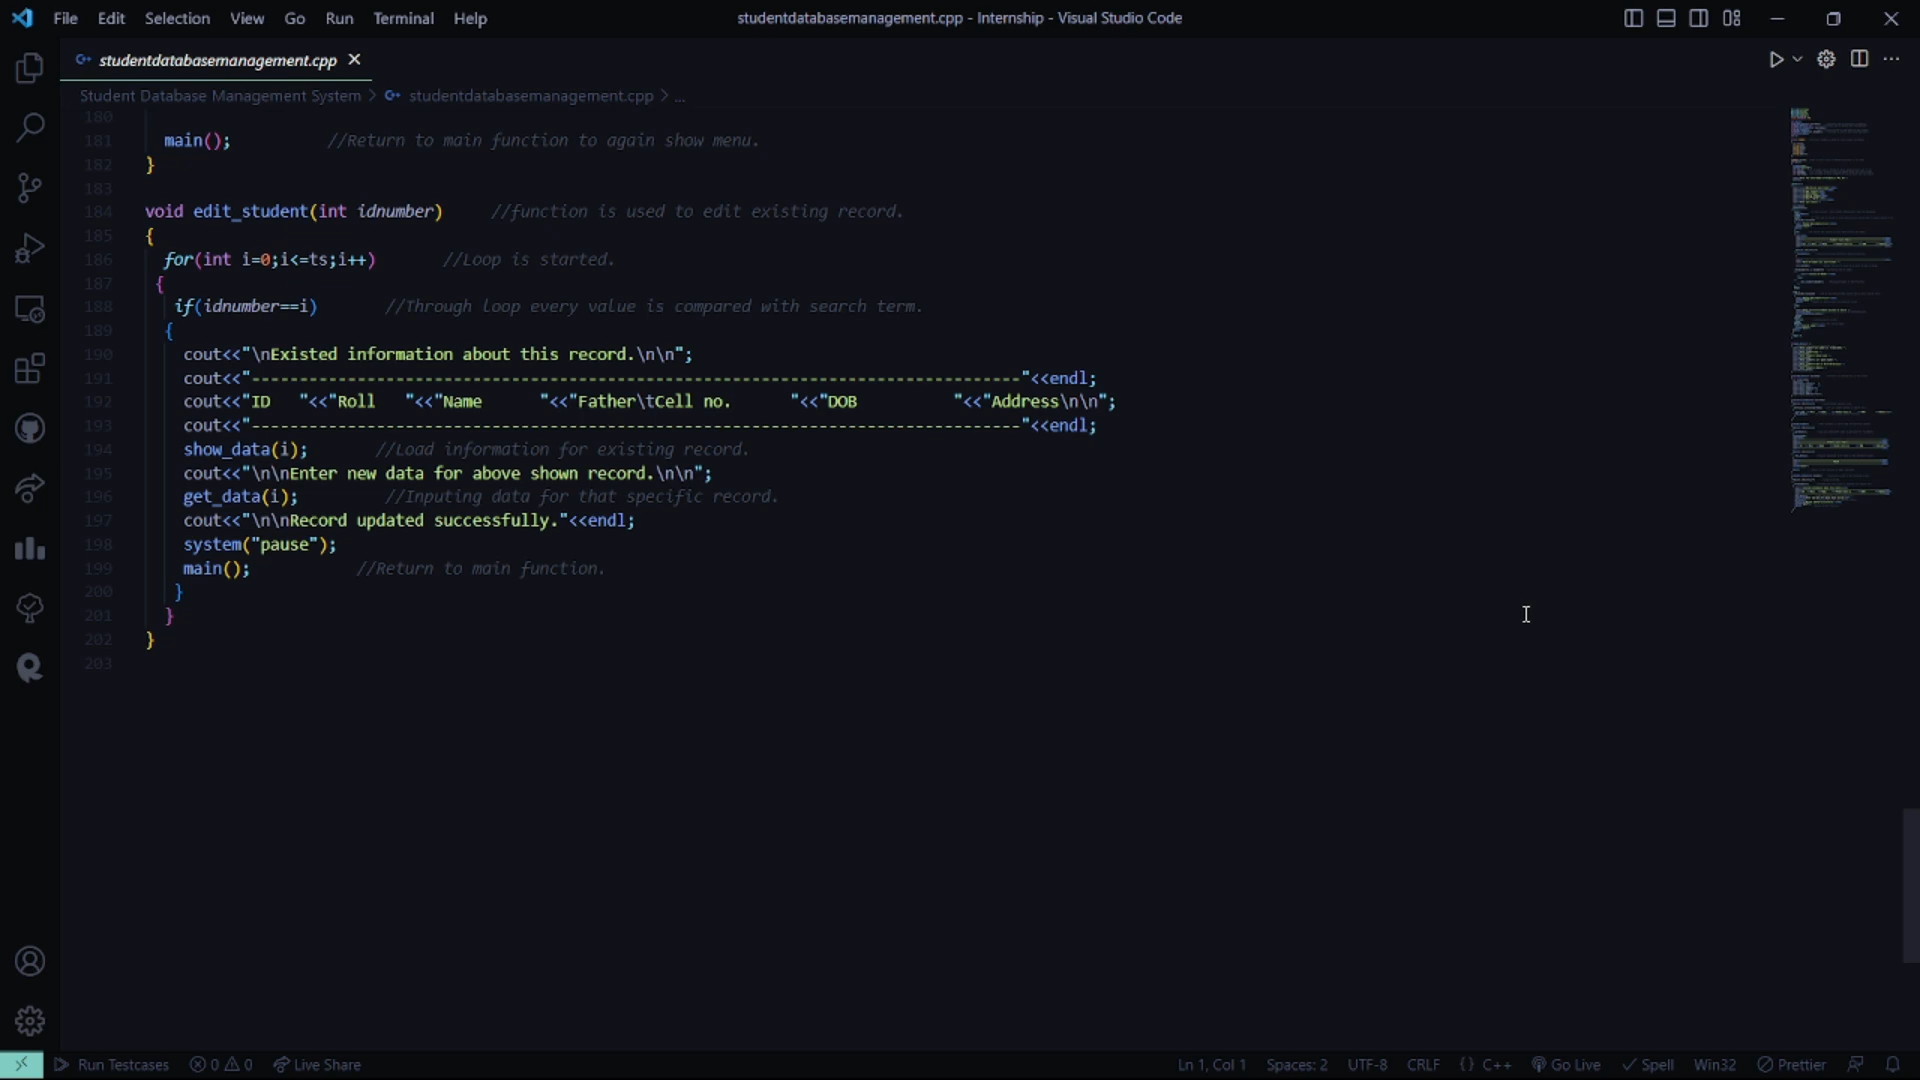 File Edit Selection View Go Run Terminal Help studentdatabasemanagement.cpp - Internship - Visual Studio Code
studentdatabasemanagement.cpp
Student Database Management System > studentdatabasemanagement.cpp > ...
180
181 main(); //Return to main function to again show menu.
182 }
183
184 void edit_student(int idnumber) //function is used to edit existing record.
185 {
186 for(int i=0;i<=ts;i++) //Loop is started.
187 {
188 if(idnumber==i) //Through loop every value is compared with search term.
189 {
190 cout<<"\nExisted information about this record.\n\n";
191 cout<<"--------------------------------------------------------------------------------"<<endl;
192 cout<<"ID   "<<"Roll   "<<"Name      "<<"Father\tCell no.      "<<"DOB          "<<"Address\n\n";
193 cout<<"--------------------------------------------------------------------------------"<<endl;
194 show_data(i); //Load information for existing record.
195 cout<<"\n\nEnter new data for above shown record.\n\n";
196 get_data(i); //Inputing data for that specific record.
197 cout<<"\n\nRecord updated successfully."<<endl;
198 system("pause");
199 main(); //Return to main function.
200 }
201 }
202 }
203
Run Testcases 0 0 Live Share Ln 1, Col 1 Spaces: 2 UTF-8 CRLF {} C++ Go Live Spell Win32 Prettier